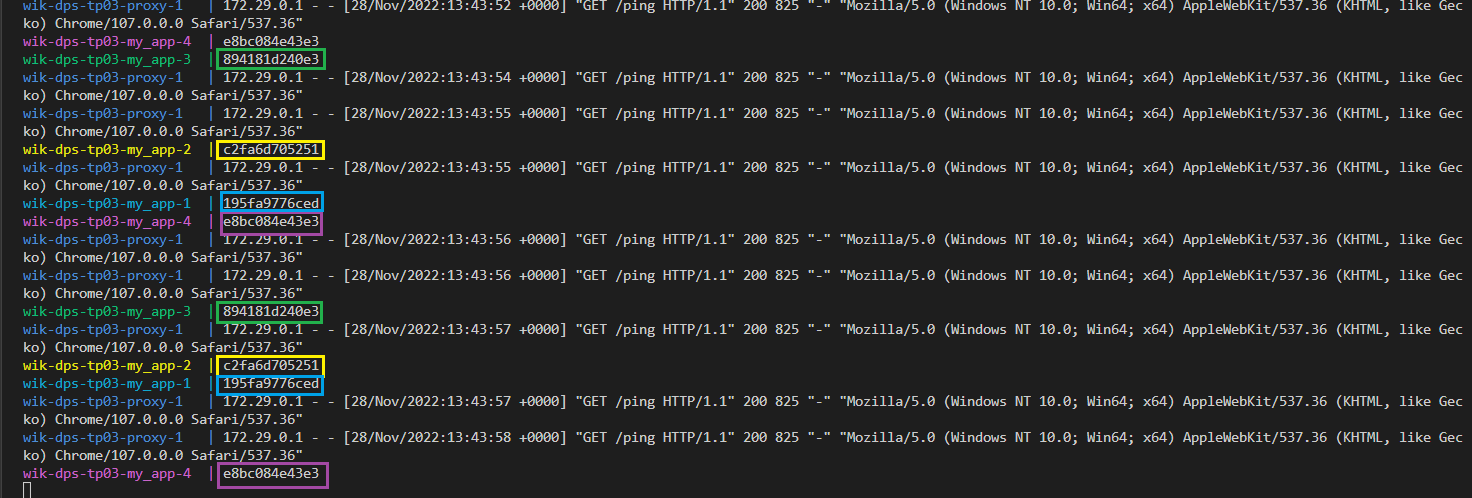 wik-dps-tp03-proxy-1 | 172.29.0.1 - - [28/Nov/2022:13:43:52 +0000] "GET /ping HTTP/1.1" 200 825 "-" "Mozilla/5.0 (Windows NT 10.0; Win64; x64) AppleWebKit/537.36 (KHTML, like Gec
ko) Chrome/107.0.0.0 Safari/537.36"
wik-dps-tp03-my_app-4 | e8bc084e43e3
wik-dps-tp03-my_app-3 | 894181d240e3
wik-dps-tp03-proxy-1 | 172.29.0.1 - - [28/Nov/2022:13:43:54 +0000] "GET /ping HTTP/1.1" 200 825 "-" "Mozilla/5.0 (Windows NT 10.0; Win64; x64) AppleWebKit/537.36 (KHTML, like Gec
ko) Chrome/107.0.0.0 Safari/537.36"
wik-dps-tp03-proxy-1 | 172.29.0.1 - - [28/Nov/2022:13:43:55 +0000] "GET /ping HTTP/1.1" 200 825 "-" "Mozilla/5.0 (Windows NT 10.0; Win64; x64) AppleWebKit/537.36 (KHTML, like Gec
ko) Chrome/107.0.0.0 Safari/537.36"
wik-dps-tp03-my_app-2 | c2fa6d705251
wik-dps-tp03-proxy-1 | 172.29.0.1 - - [28/Nov/2022:13:43:55 +0000] "GET /ping HTTP/1.1" 200 825 "-" "Mozilla/5.0 (Windows NT 10.0; Win64; x64) AppleWebKit/537.36 (KHTML, like Gec
ko) Chrome/107.0.0.0 Safari/537.36"
wik-dps-tp03-my_app-1 | 195fa9776ced
wik-dps-tp03-my_app-4 | e8bc084e43e3
wik-dps-tp03-proxy-1 | 172.29.0.1 - - [28/Nov/2022:13:43:56 +0000] "GET /ping HTTP/1.1" 200 825 "-" "Mozilla/5.0 (Windows NT 10.0; Win64; x64) AppleWebKit/537.36 (KHTML, like Gec
ko) Chrome/107.0.0.0 Safari/537.36"
wik-dps-tp03-proxy-1 | 172.29.0.1 - - [28/Nov/2022:13:43:56 +0000] "GET /ping HTTP/1.1" 200 825 "-" "Mozilla/5.0 (Windows NT 10.0; Win64; x64) AppleWebKit/537.36 (KHTML, like Gec
ko) Chrome/107.0.0.0 Safari/537.36"
wik-dps-tp03-my_app-3 | 894181d240e3
wik-dps-tp03-proxy-1 | 172.29.0.1 - - [28/Nov/2022:13:43:57 +0000] "GET /ping HTTP/1.1" 200 825 "-" "Mozilla/5.0 (Windows NT 10.0; Win64; x64) AppleWebKit/537.36 (KHTML, like Gec
ko) Chrome/107.0.0.0 Safari/537.36"
wik-dps-tp03-my_app-2 | c2fa6d705251
wik-dps-tp03-my_app-1 | 195fa9776ced
wik-dps-tp03-proxy-1 | 172.29.0.1 - - [28/Nov/2022:13:43:57 +0000] "GET /ping HTTP/1.1" 200 825 "-" "Mozilla/5.0 (Windows NT 10.0; Win64; x64) AppleWebKit/537.36 (KHTML, like Gec
ko) Chrome/107.0.0.0 Safari/537.36"
wik-dps-tp03-proxy-1 | 172.29.0.1 - - [28/Nov/2022:13:43:58 +0000] "GET /ping HTTP/1.1" 200 825 "-" "Mozilla/5.0 (Windows NT 10.0; Win64; x64) AppleWebKit/537.36 (KHTML, like Gec
ko) Chrome/107.0.0.0 Safari/537.36"
wik-dps-tp03-my_app-4 | e8bc084e43e3